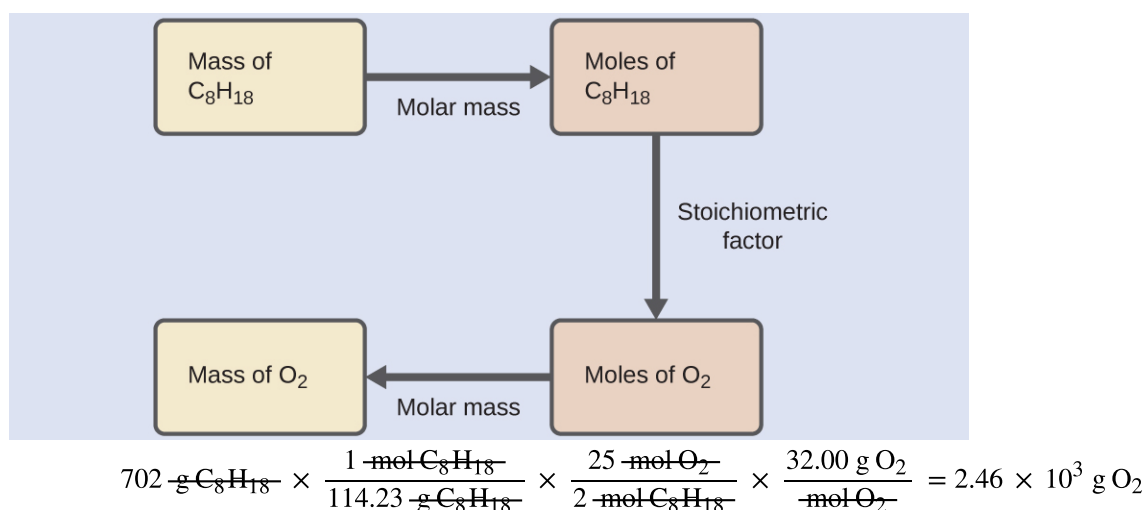 Mass of
C₈H₁₈
Molar mass
Moles of
C₈H₁₈
Stoichiometric
factor
Mass of O₂
Molar mass
Moles of O₂
702 g C₈H₁₈ × 1 mol C₈H₁₈ / 114.23 g C₈H₁₈ × 25 mol O₂ / 2 mol C₈H₁₈ × 32.00 g O₂ / mol O₂ = 2.46 × 10³ g O₂